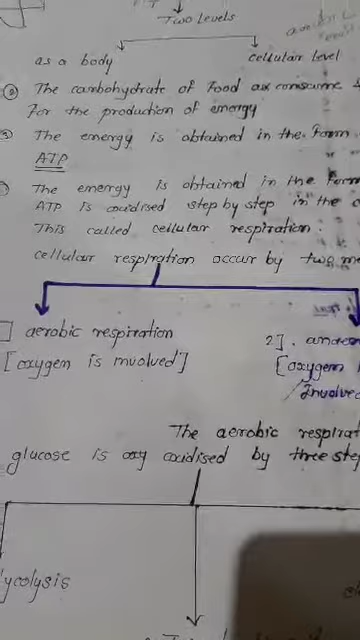 Two levels
as a body cellular level
The carbohydrate of food are consume
For the production of energy
The energy is obtained in the form
ATP
The energy is obtained in the form
ATP is oxidised step by step in the
This called cellular respiration.
cellular respiration occur by two
] aerobic respiration 2].
[oxygen is involved] [oxygen
Involved
The aerobic
glucose is oxy oxidised by three step
ycolysis